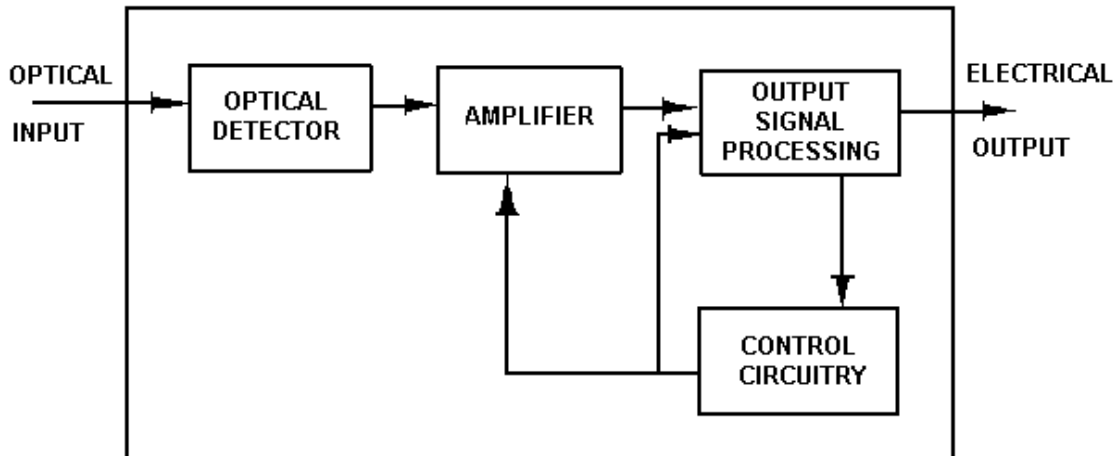 OPTICAL
INPUT
OPTICAL
DETECTOR
AMPLIFIER
OUTPUT
SIGNAL
PROCESSING
ELECTRICAL
OUTPUT
CONTROL
CIRCUITRY